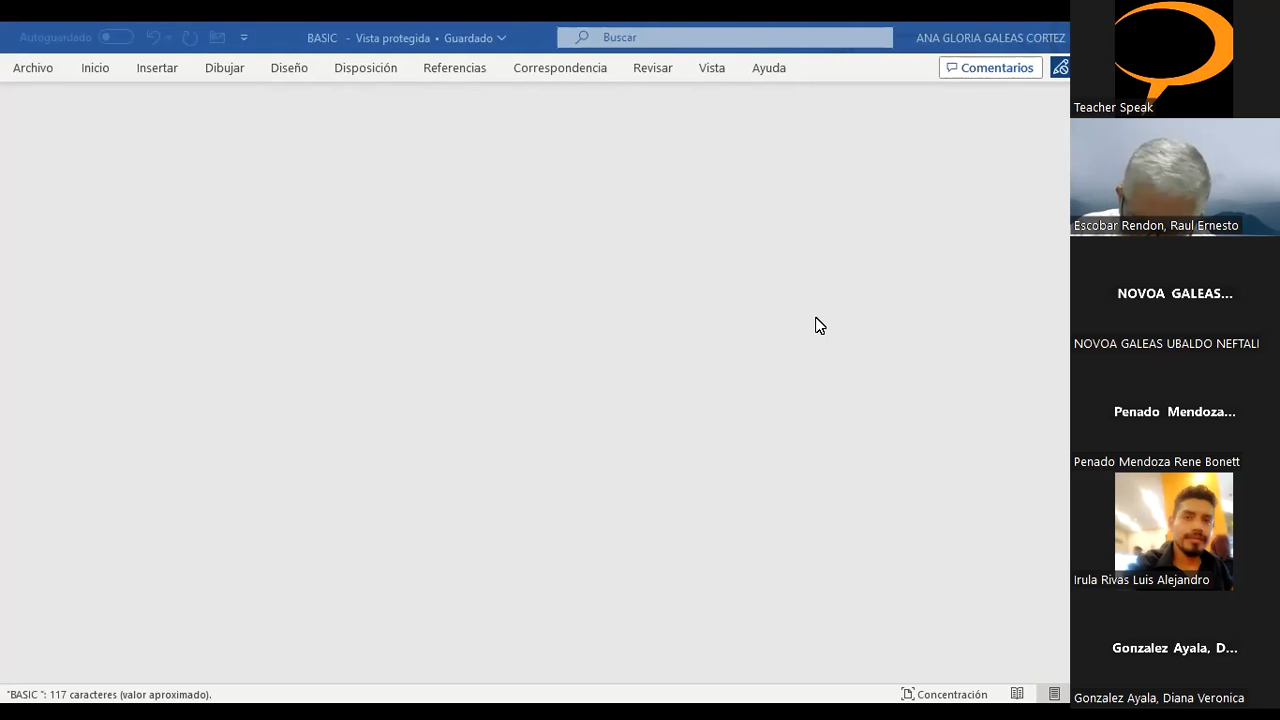 Autoguardado
BASIC - Vista protegida • Guardado
Buscar
ANA GLORIA GALEAS CORTEZ
Archivo Inicio Insertar Dibujar Diseño Disposición Referencias Correspondencia Revisar Vista Ayuda
Comentarios
Teacher Speak
Escobar Rendon, Raul Ernesto
NOVOA GALEAS...
NOVOA GALEAS UBALDO NEFTALI
Penado Mendoza...
Penado Mendoza Rene Bonett
Irula Rivas Luis Alejandro
Gonzalez Ayala, D...
Gonzalez Ayala, Diana Veronica
"BASIC ": 117 caracteres (valor aproximado).
Concentración